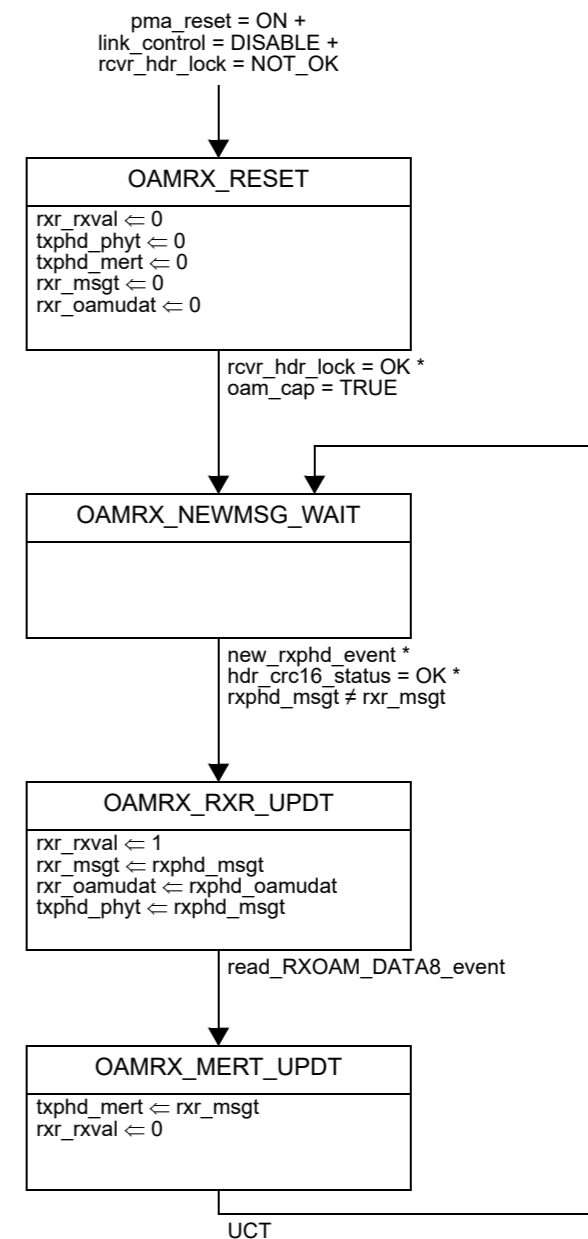 pma_reset = ON +
link_control = DISABLE +
rcvr_hdr_lock = NOT_OK
OAMRX_RESET
rxr_rxval ⇐ 0
txphd_phyt ⇐ 0
txphd_mert ⇐ 0
rxr_msgt ⇐ 0
rxr_oamudat ⇐ 0
rcvr_hdr_lock = OK *
oam_cap = TRUE
OAMRX_NEWMSG_WAIT
new_rxphd_event *
hdr_crc16_status = OK *
rxphd_msgt ≠ rxr_msgt
OAMRX_RXR_UPDT
rxr_rxval ⇐ 1
rxr_msgt ⇐ rxphd_msgt
rxr_oamudat ⇐ rxphd_oamudat
txphd_phyt ⇐ rxphd_msgt
read_RXOAM_DATA8_event
OAMRX_MERT_UPDT
txphd_mert ⇐ rxr_msgt
rxr_rxval ⇐ 0
UCT